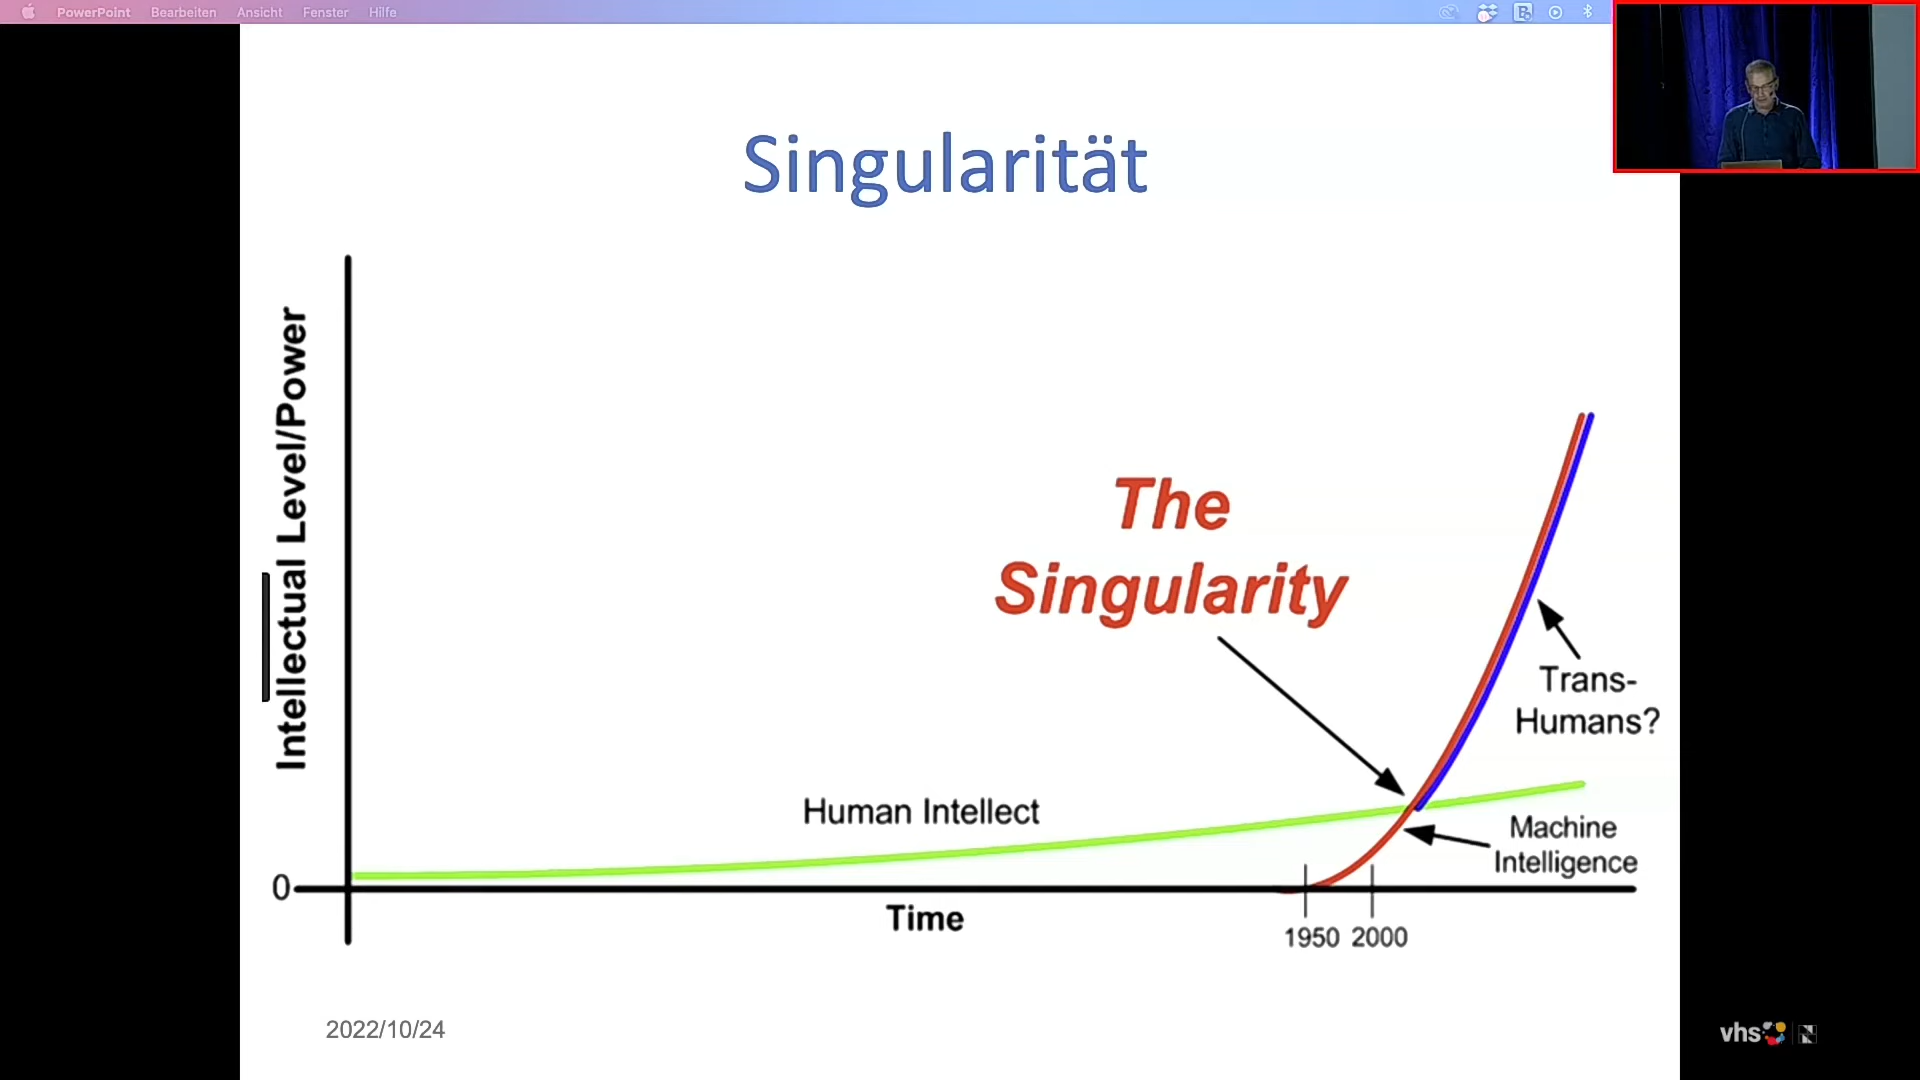 PowerPoint Bearbeiten Ansicht Fenster Hilfe
Singularität
Intellectual Level/Power
The
Singularity
Trans-
Humans?
Human Intellect
Machine
Intelligence
0
Time
1950 2000
2022/10/24
vhs